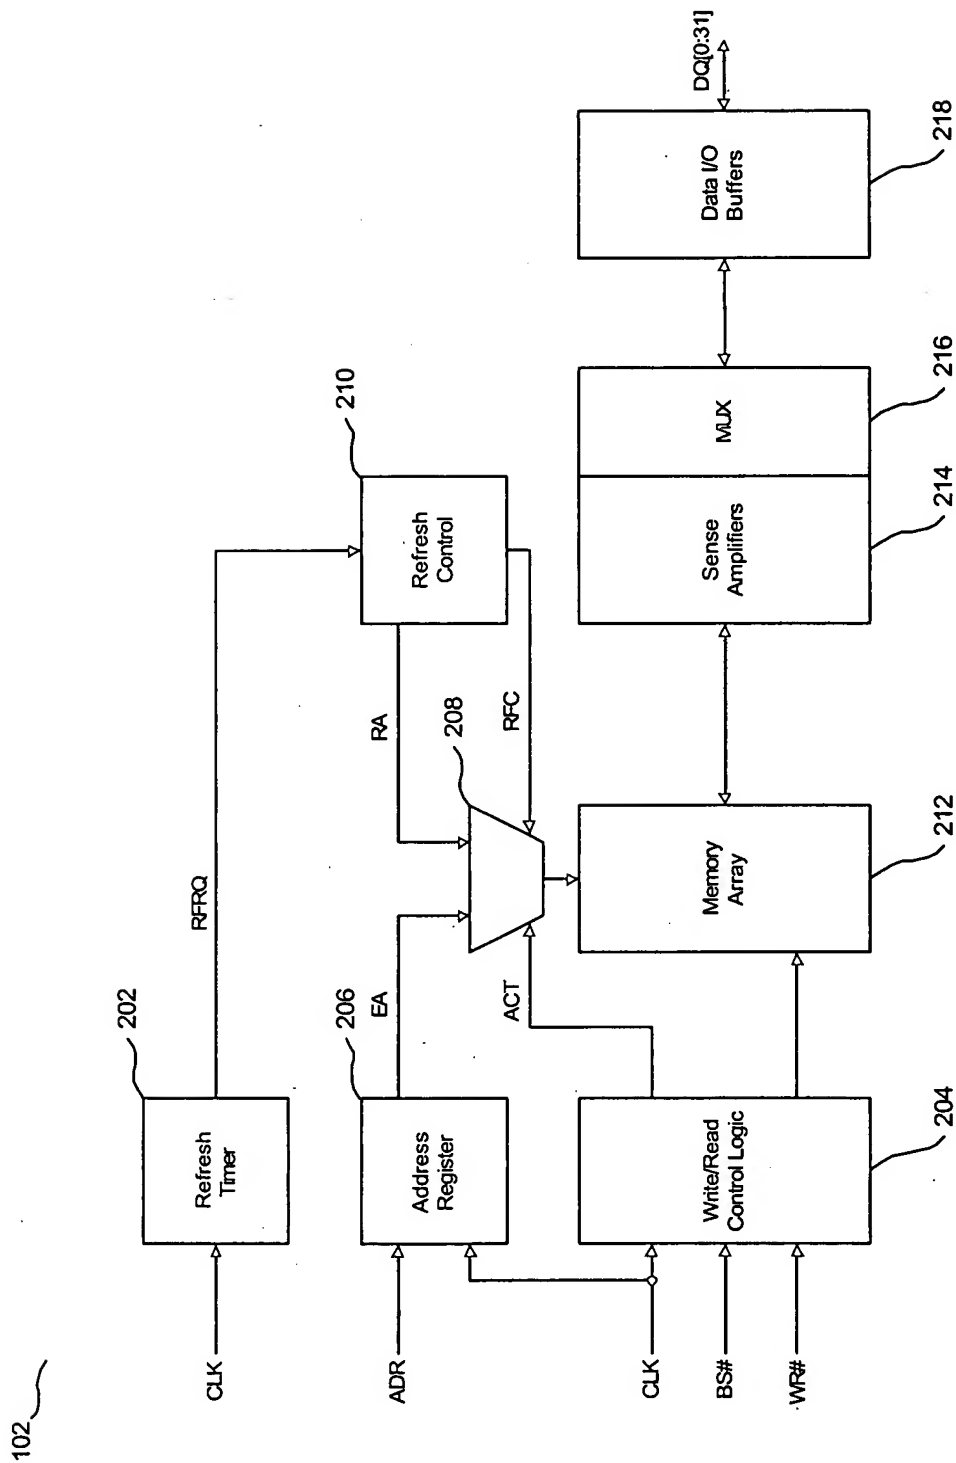 102
CLK
Refresh
Timer
202
RFRQ
ADR
Address
Register
206
EA
RA
Refresh
Control
210
208
ACT
RFC
CLK
BS#
WR#
Write/Read
Control Logic
204
Memory
Array
212
Sense
Amplifiers
214
MUX
216
Data I/O
Buffers
218
DQ[0:31]